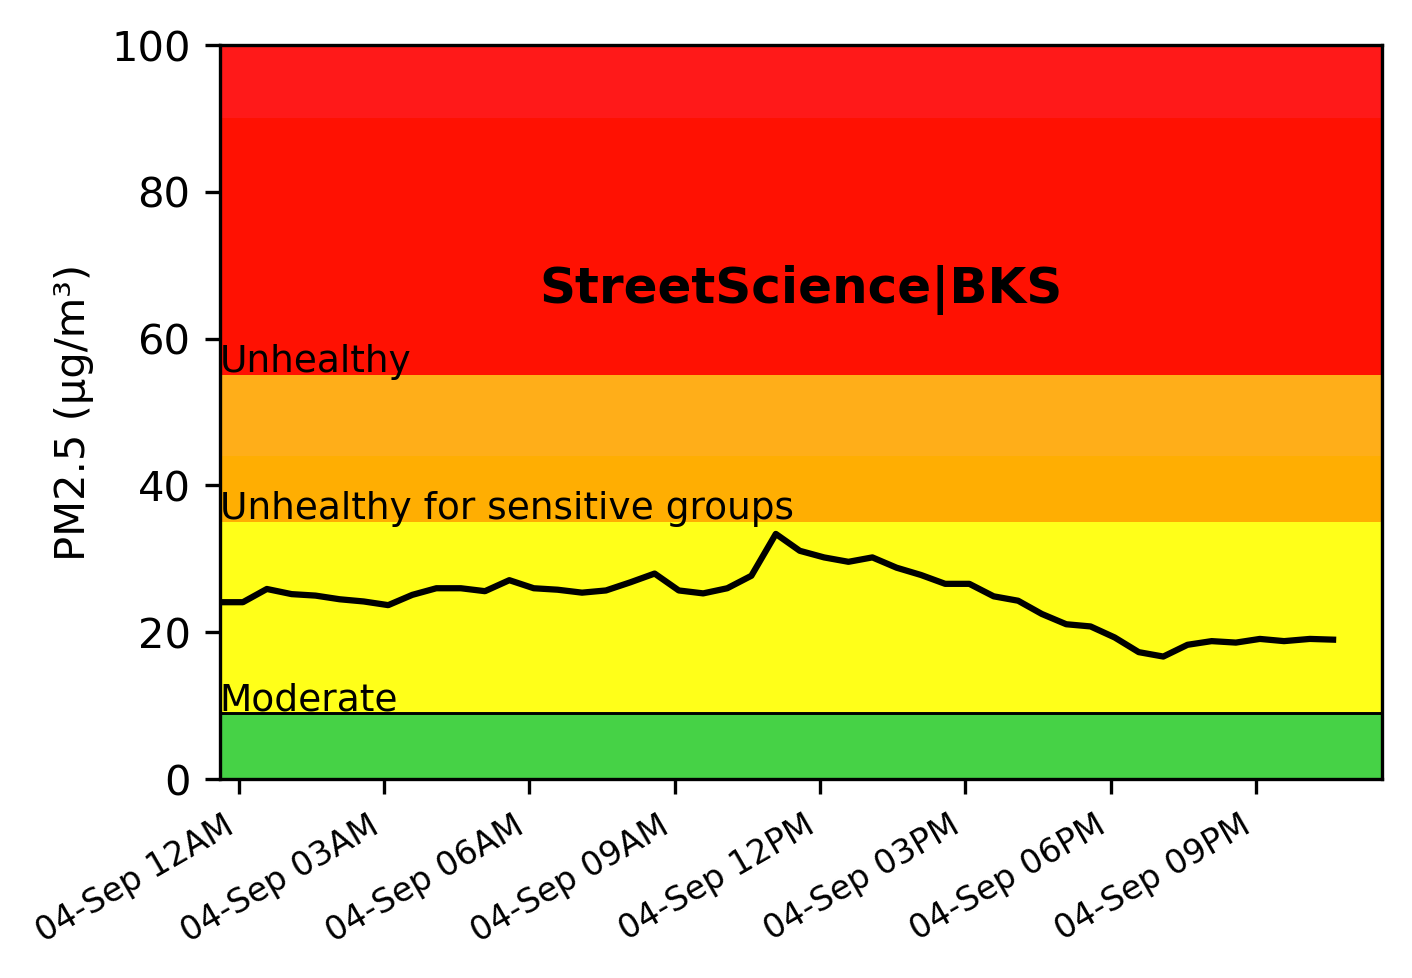 100
80
60
40
20
0
PM2.5 (µg/m³)
StreetScience|BKS
Unhealthy
Unhealthy for sensitive groups
Moderate
04-Sep 12AM
04-Sep 03AM
04-Sep 06AM
04-Sep 09AM
04-Sep 12PM
04-Sep 03PM
04-Sep 06PM
04-Sep 09PM